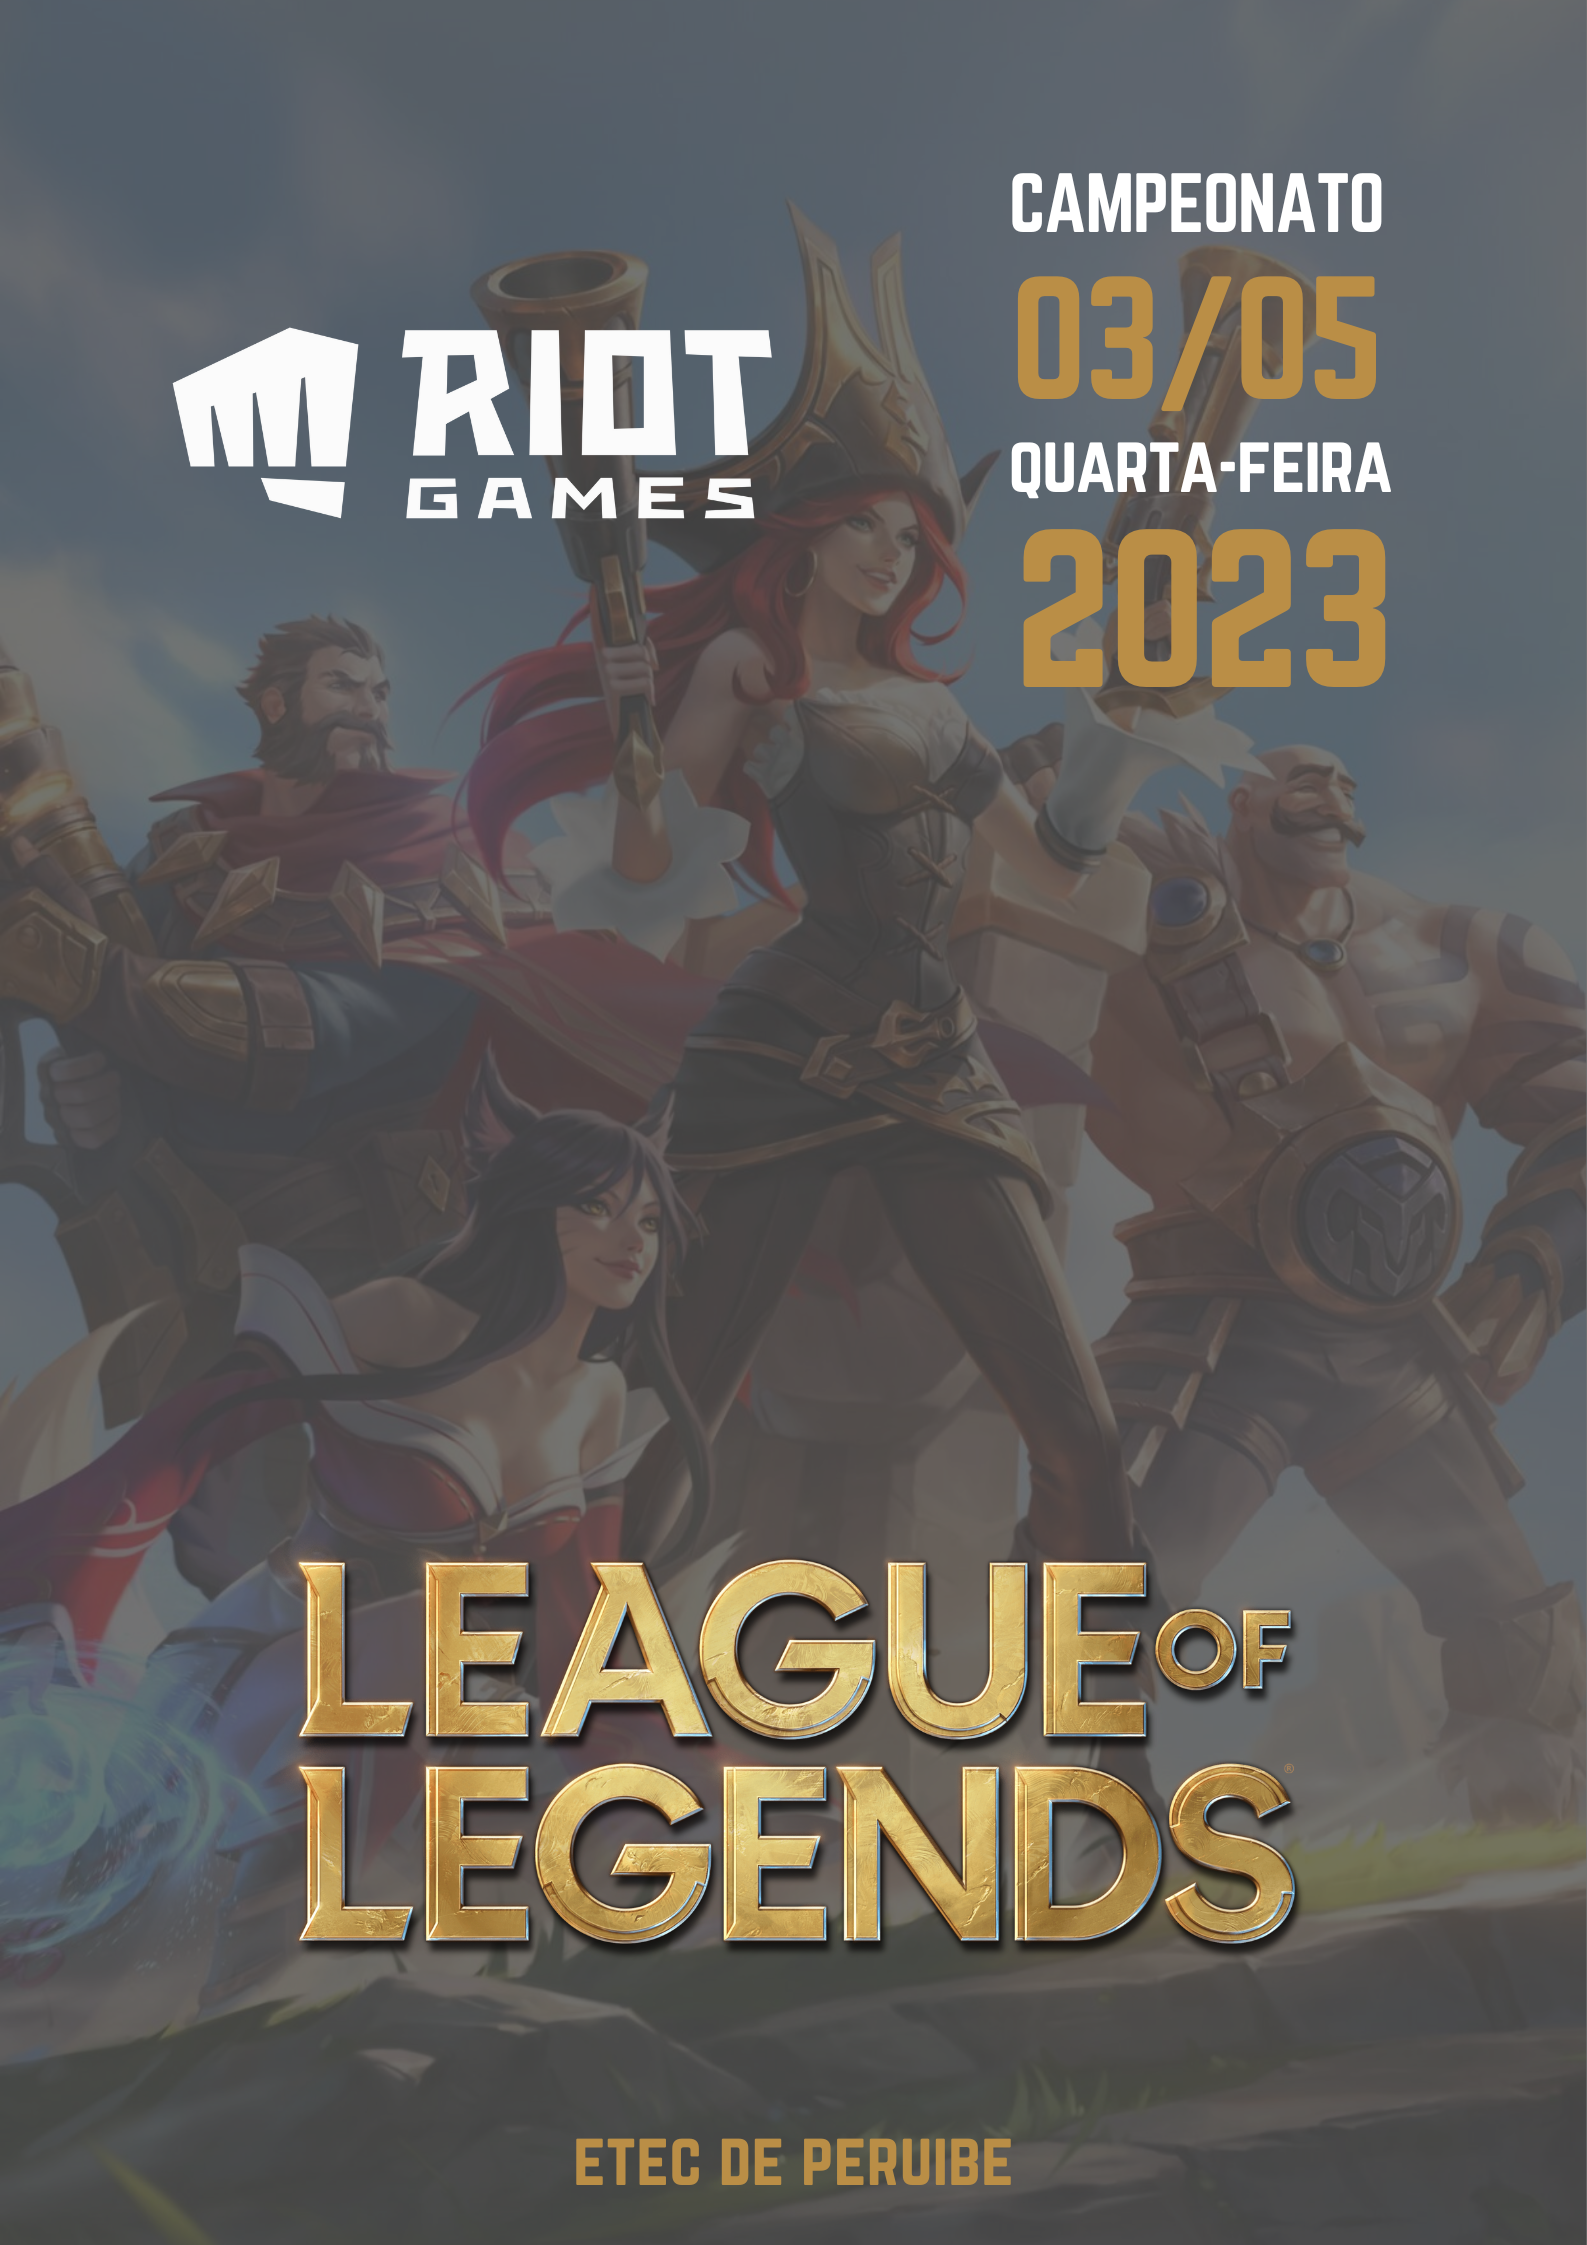 CAMPEONATO
03/05
QUARTA-FEIRA
2023
RIOT
GAMES
LEAGUE OF
LEGENDS®
ETEC DE PERUIBE